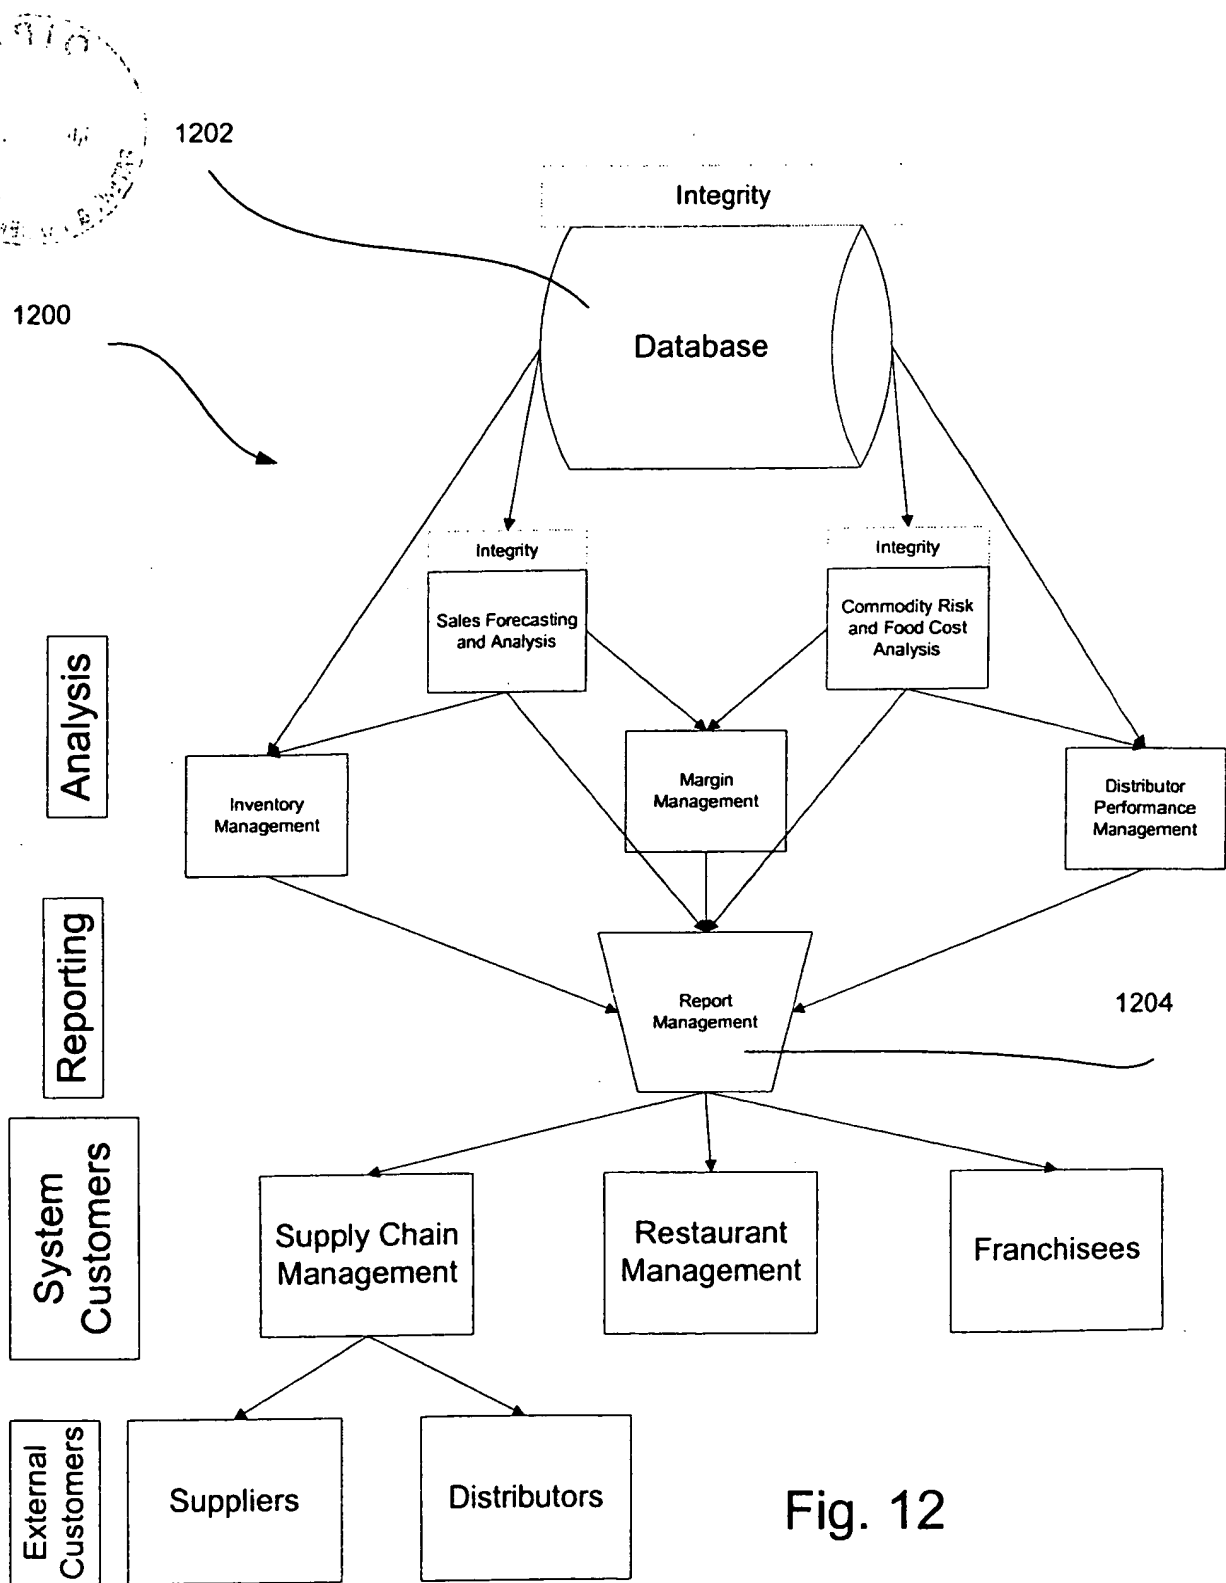 1202
Integrity
1200
Database
Integrity
Integrity
Sales Forecasting
and Analysis
Commodity Risk
and Food Cost
Analysis
Analysis
Inventory
Management
Margin
Management
Distributor
Performance
Management
Reporting
Report
Management
1204
System
Customers
Supply Chain
Management
Restaurant
Management
Franchisees
External
Customers
Suppliers
Distributors
Fig. 12